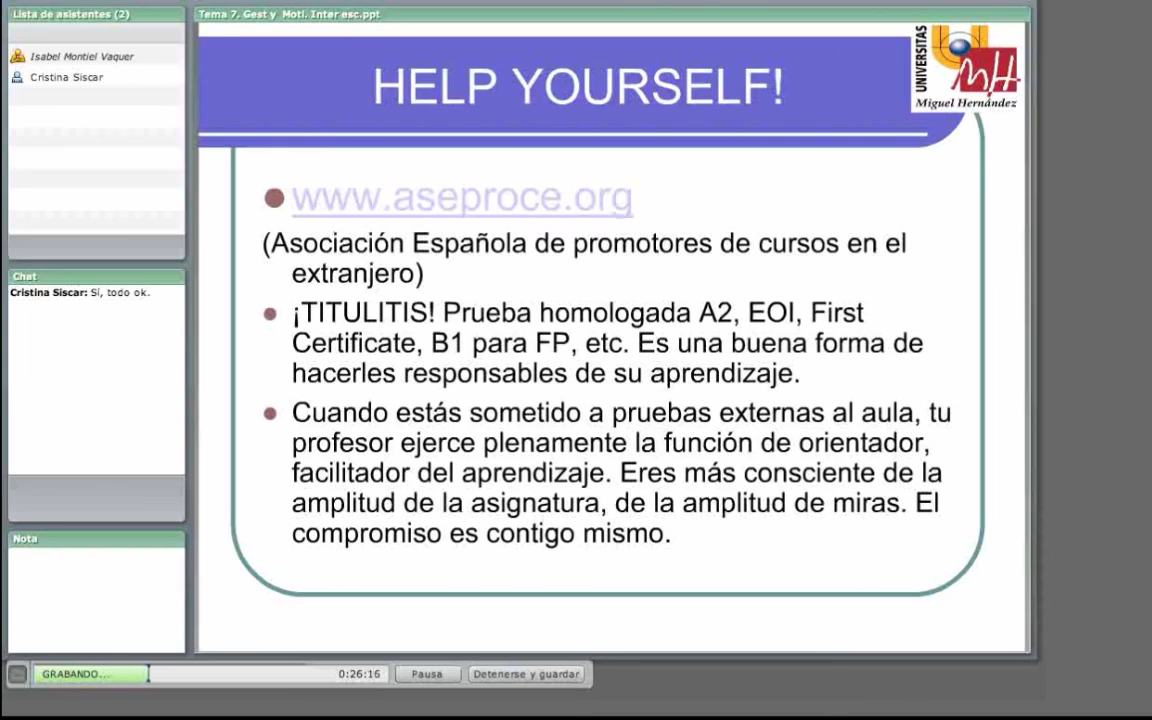 Lista de asistentes (2)
Isabel Montiel Vaquer
Cristina Siscar
Chat
Cristina Siscar: Sí, todo ok.
Nota
Tema 7. Gest y Moti. Inter esc.ppt
HELP YOURSELF!
UNIVERSITAS
MH
Miguel Hernández
www.aseproce.org
(Asociación Española de promotores de cursos en el
extranjero)
¡TITULITIS! Prueba homologada A2, EOI, First
Certificate, B1 para FP, etc. Es una buena forma de
hacerles responsables de su aprendizaje.
Cuando estás sometido a pruebas externas al aula, tu
profesor ejerce plenamente la función de orientador,
facilitador del aprendizaje. Eres más consciente de la
amplitud de la asignatura, de la amplitud de miras. El
compromiso es contigo mismo.
GRABANDO...
0:26:16
Pausa
Detenerse y guardar